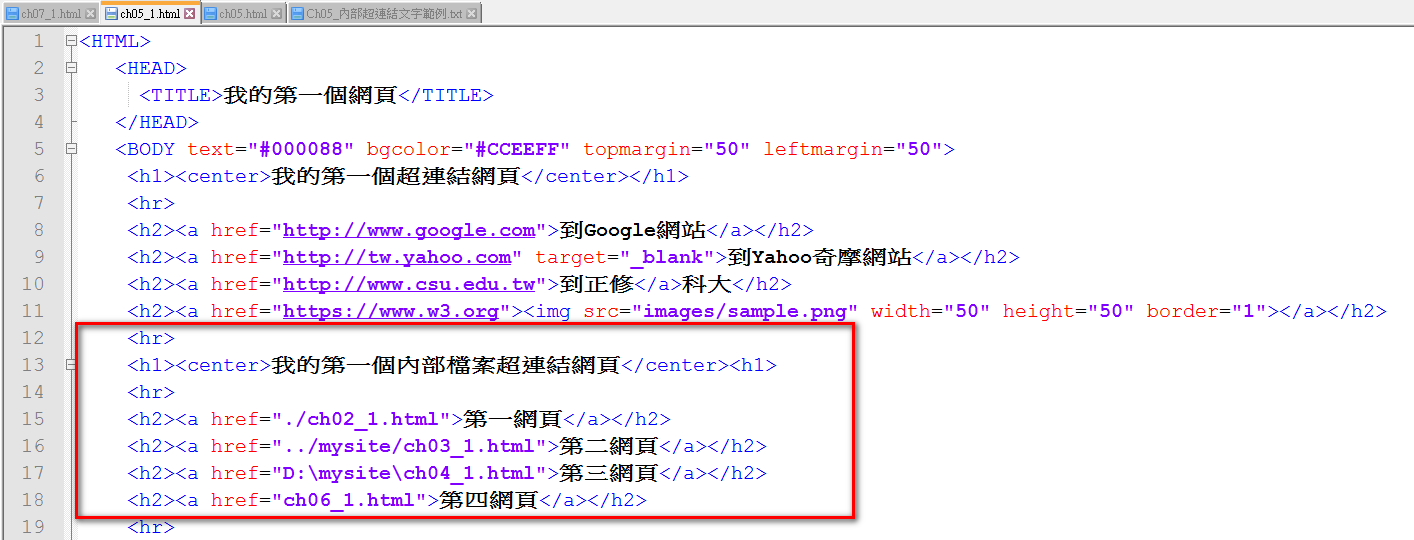 ch07_1.html ch05_1.html ch05.html Ch05_內部超連結文字範例.txt
1 <HTML>
2 <HEAD>
3 <TITLE>我的第一個網頁</TITLE>
4 </HEAD>
5 <BODY text="#000088" bgcolor="#CCEEFF" topmargin="50" leftmargin="50">
6 <h1><center>我的第一個超連結網頁</center></h1>
7 <hr>
8 <h2><a href="http://www.google.com">到Google網站</a></h2>
9 <h2><a href="http://tw.yahoo.com" target="_blank">到Yahoo奇摩網站</a></h2>
10 <h2><a href="http://www.csu.edu.tw">到正修</a>科大</h2>
11 <h2><a href="https://www.w3.org"><img src="images/sample.png" width="50" height="50" border="1"></a></h2>
12 <hr>
13 <h1><center>我的第一個內部檔案超連結網頁</center><h1>
14 <hr>
15 <h2><a href="./ch02_1.html">第一網頁</a></h2>
16 <h2><a href="../mysite/ch03_1.html">第二網頁</a></h2>
17 <h2><a href="D:\mysite\ch04_1.html">第三網頁</a></h2>
18 <h2><a href="ch06_1.html">第四網頁</a></h2>
19 <hr>